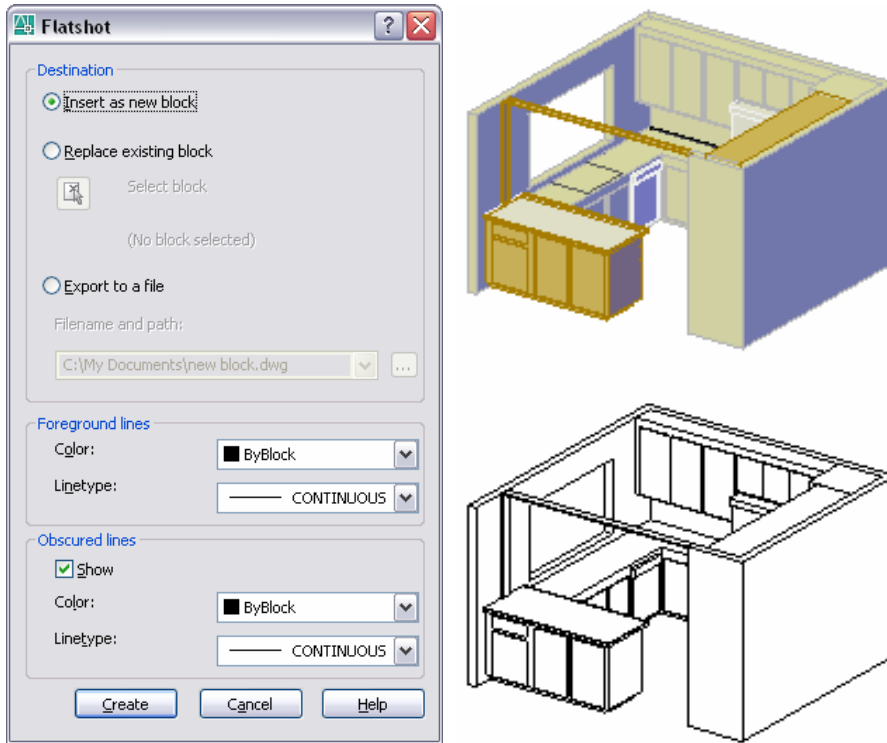 Flatshot
Destination
Insert as new block
Replace existing block
Select block
(No block selected)
Export to a file
Filename and path:
C:\My Documents\new block.dwg
...
Foreground lines
Color:
ByBlock
Linetype:
CONTINUOUS
Obscured lines
Show
Color:
ByBlock
Linetype:
CONTINUOUS
Create
Cancel
Help